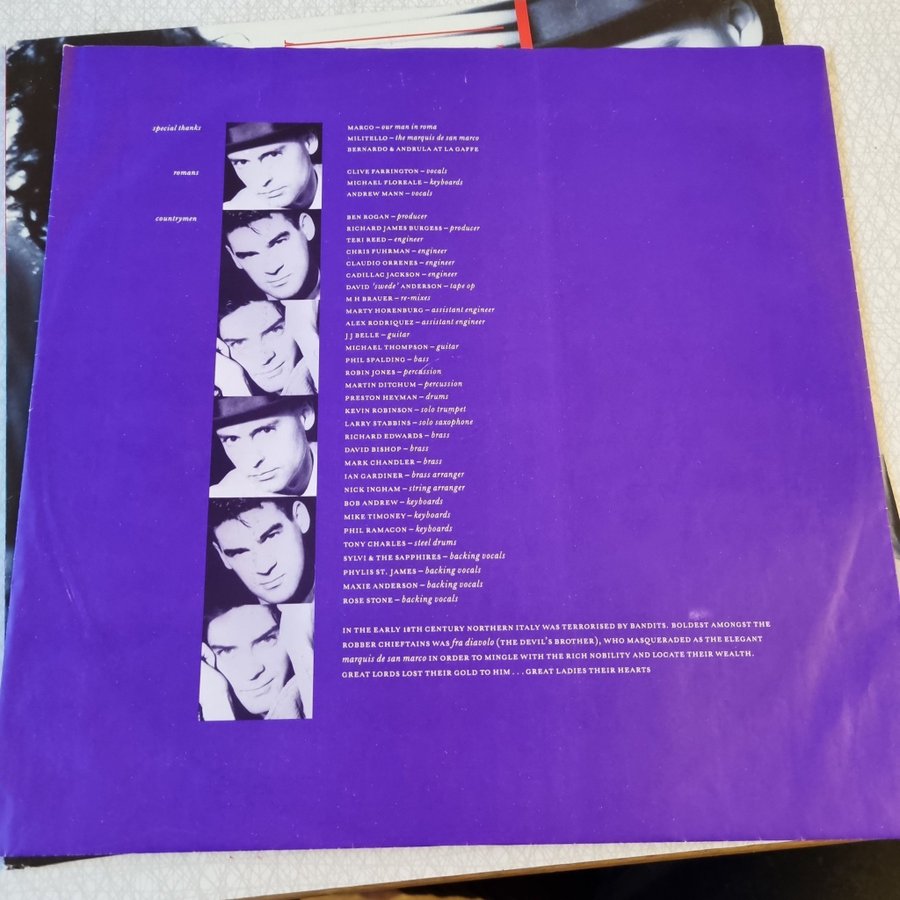 special thanks
MARCO – our man in roma
MILITELLO – the marquis de san marco
BERNARDO & ANDRULA AT LA GAFFE
romans
CLIVE FARRINGTON – vocals
MICHAEL FLOREALE – keyboards
ANDREW MANN – vocals
countrymen
BEN ROGAN – producer
RICHARD JAMES BURGESS – producer
TERI REED – engineer
CHRIS FUHRMAN – engineer
CLAUDIO ORRENES – engineer
CADILLAC JACKSON – engineer
DAVID 'swede' ANDERSON – tape op
M H BRAUER – re-mixes
MARTY HORENBURG – assistant engineer
ALEX RODRIQUEZ – assistant engineer
J J BELLE – guitar
MICHAEL THOMPSON – guitar
PHIL SPALDING – bass
ROBIN JONES – percussion
MARTIN DITCHUM – percussion
PRESTON HEYMAN – drums
KEVIN ROBINSON – solo trumpet
LARRY STABBINS – solo saxophone
RICHARD EDWARDS – brass
DAVID BISHOP – brass
MARK CHANDLER – brass
IAN GARDINER – brass arranger
NICK INGHAM – string arranger
BOB ANDREW – keyboards
MIKE TIMONEY – keyboards
PHIL RAMACON – keyboards
TONY CHARLES – steel drums
SYLVI & THE SAPPHIRES – backing vocals
PHYLIS ST. JAMES – backing vocals
MAXIE ANDERSON – backing vocals
ROSE STONE – backing vocals
IN THE EARLY 18TH CENTURY NORTHERN ITALY WAS TERRORISED BY BANDITS. BOLDEST AMONGST THE
ROBBER CHIEFTAINS WAS fra diavolo (THE DEVIL'S BROTHER), WHO MASQUERADED AS THE ELEGANT
marquis de san marco IN ORDER TO MINGLE WITH THE RICH NOBILITY AND LOCATE THEIR WEALTH.
GREAT LORDS LOST THEIR GOLD TO HIM . . . GREAT LADIES THEIR HEARTS